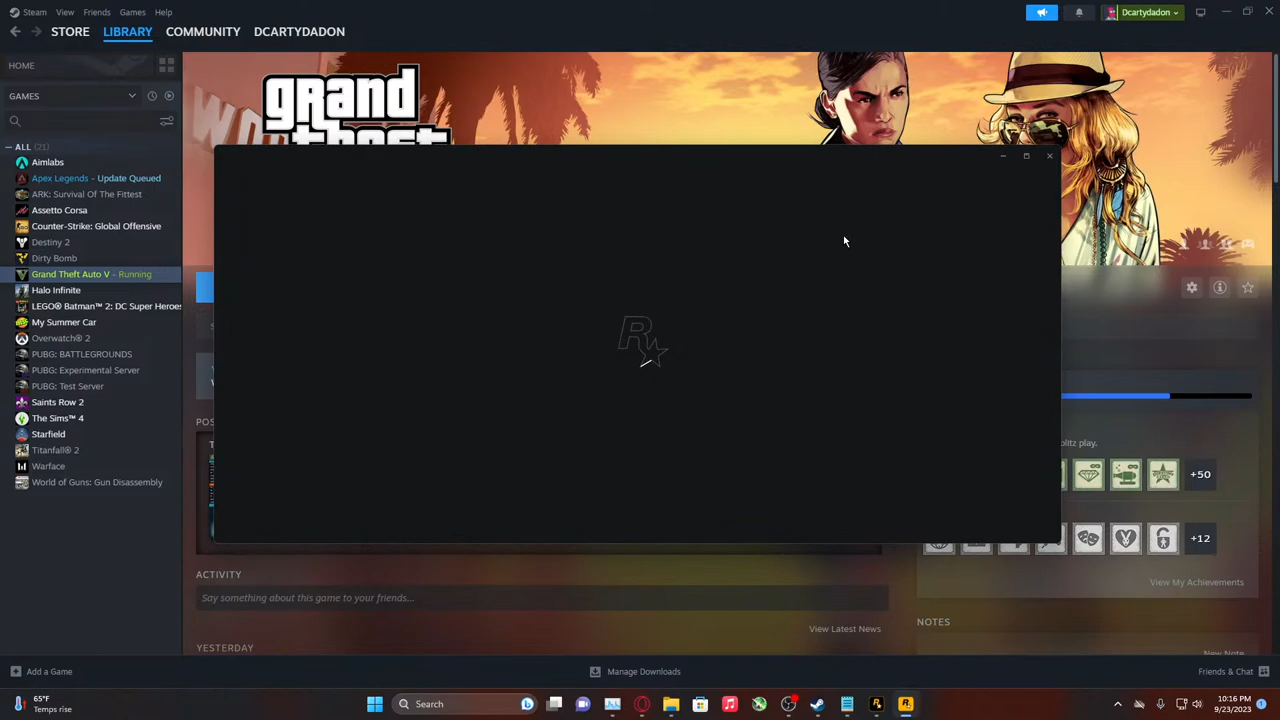 Steam View Friends Games Help
Dcartydadon
STORE LIBRARY COMMUNITY DCARTYDADON
HOME
GAMES
grand
theft
ALL (21)
Aimlabs
Apex Legends - Update Queued
ARK: Survival Of The Fittest
Assetto Corsa
Counter-Strike: Global Offensive
Destiny 2
Dirty Bomb
Grand Theft Auto V - Running
Halo Infinite
LEGO® Batman™ 2: DC Super Heroes
My Summer Car
Overwatch® 2
PUBG: BATTLEGROUNDS
PUBG: Experimental Server
PUBG: Test Server
Saints Row 2
The Sims™ 4
Starfield
Titanfall® 2
Warface
World of Guns: Gun Disassembly
R
blitz play.
+50
+12
View My Achievements
ACTIVITY
Say something about this game to your friends...
View Latest News
NOTES
New Note
YESTERDAY
Add a Game
Manage Downloads
Friends & Chat
65°F
Temps rise
Search
10:16 PM
9/23/2023